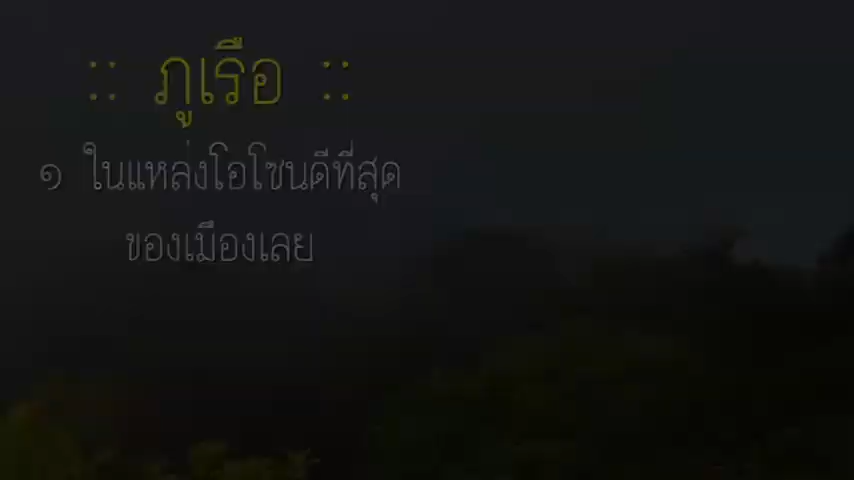 :: ภูเรือ ::
๑ ในแหล่งโอโซนดีที่สุด
ของเมืองเลย